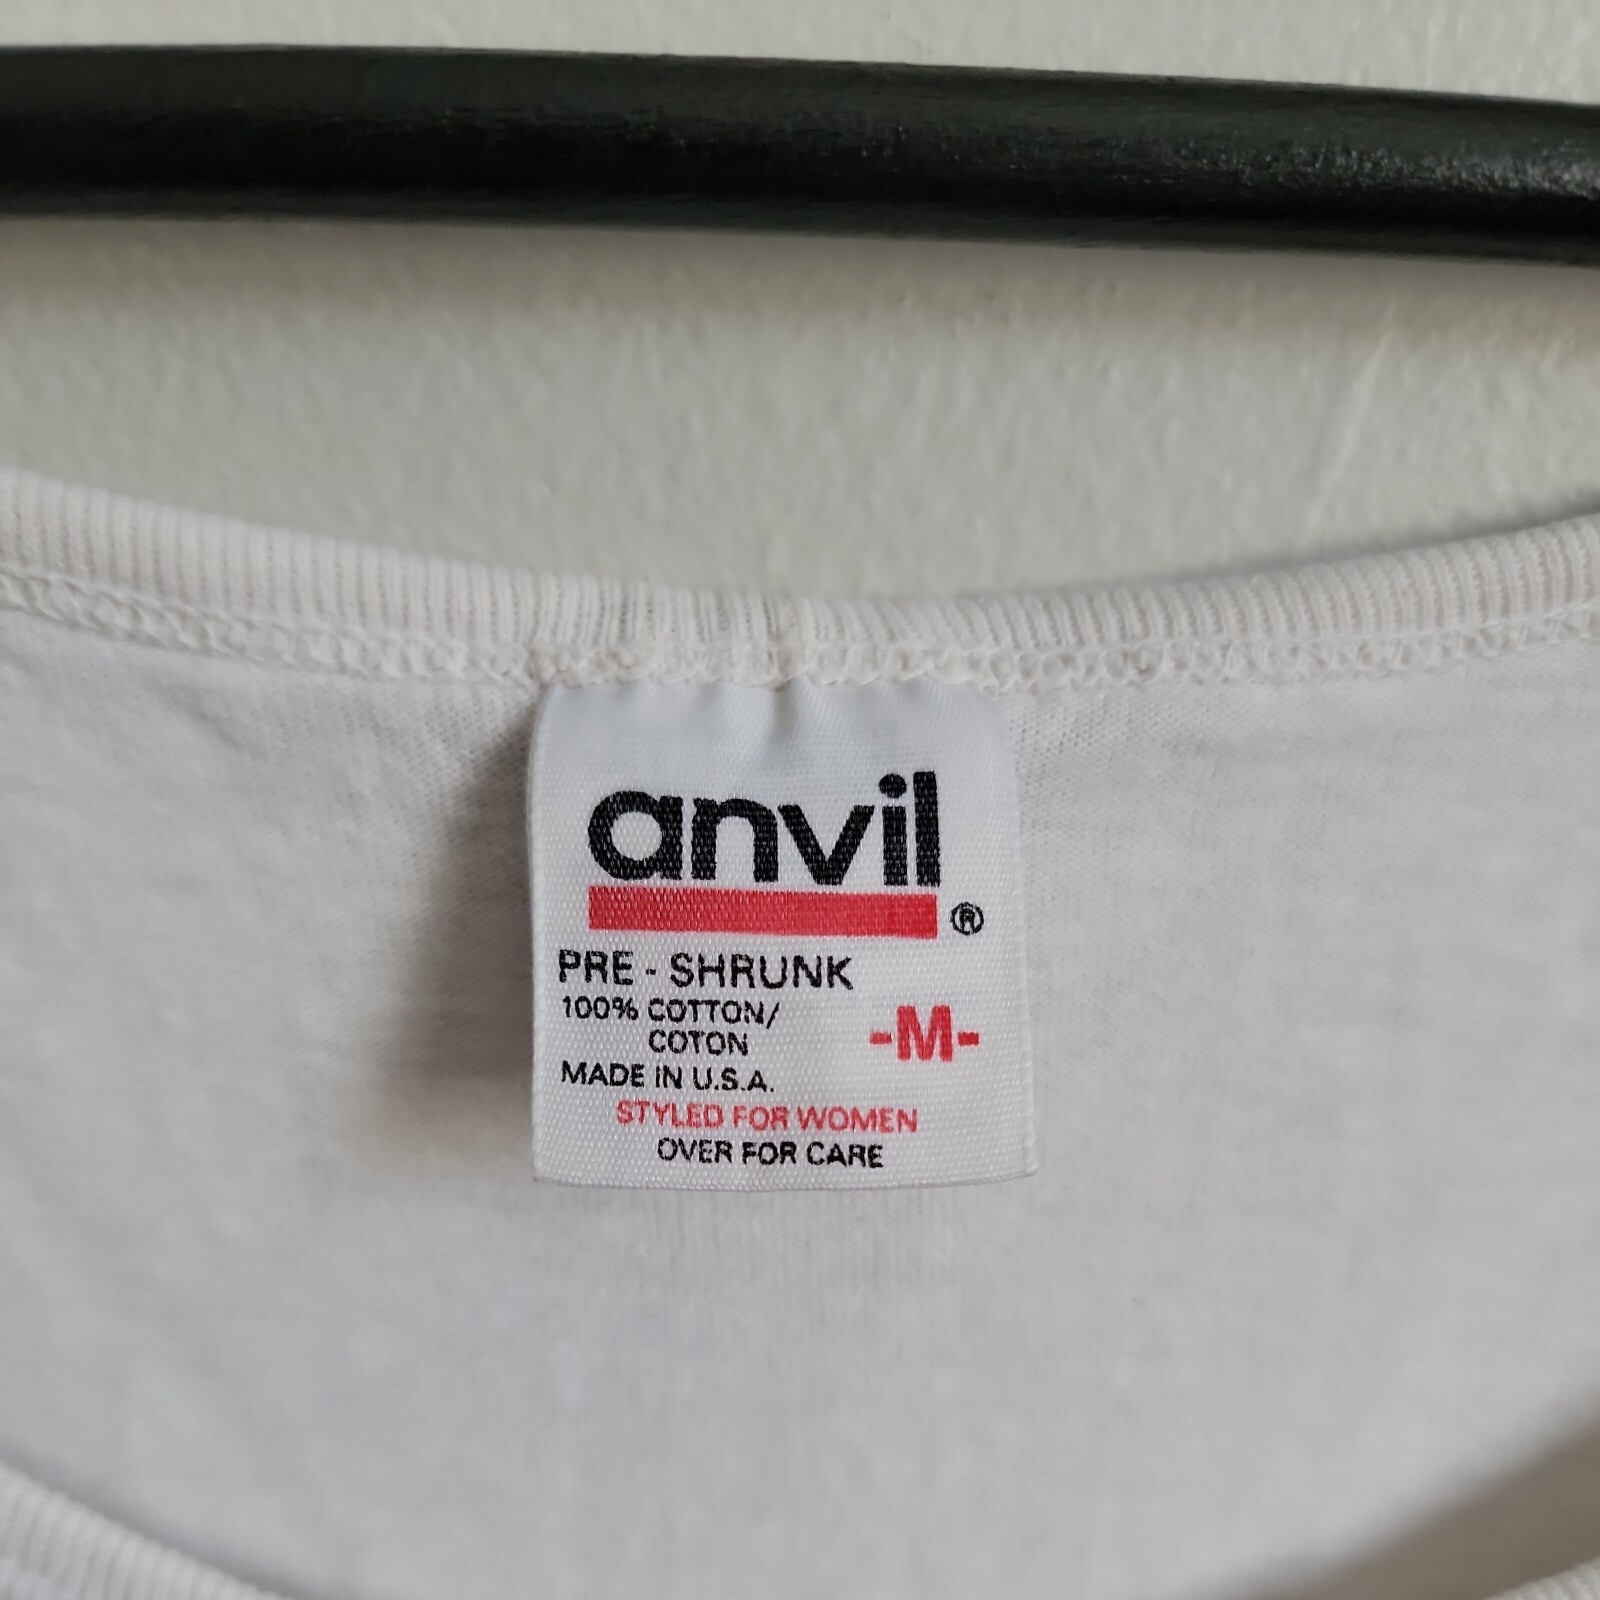 anvil ®
PRE - SHRUNK
100% COTTON/
COTON
-M-
MADE IN U.S.A.
STYLED FOR WOMEN
OVER FOR CARE